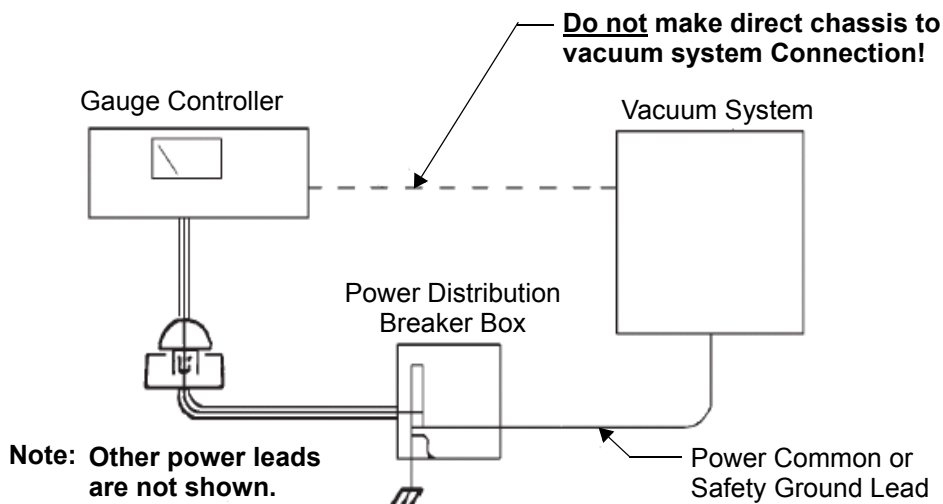 Do not make direct chassis to
vacuum system Connection!
Gauge Controller
Vacuum System
Power Distribution
Breaker Box
Note: Other power leads
are not shown.
Power Common or
Safety Ground Lead